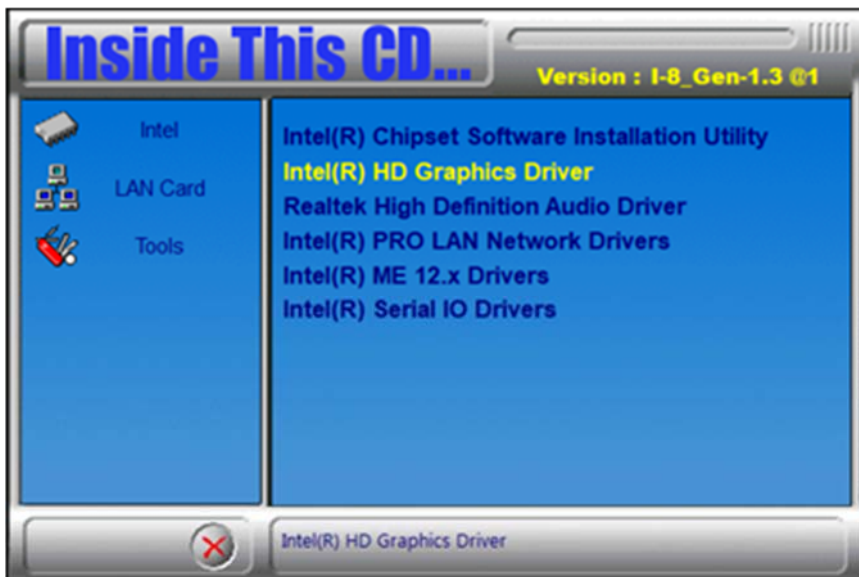 Inside This CD...
Version : I-8_Gen-1.3 @1
Intel
LAN Card
Tools
Intel(R) Chipset Software Installation Utility
Intel(R) HD Graphics Driver
Realtek High Definition Audio Driver
Intel(R) PRO LAN Network Drivers
Intel(R) ME 12.x Drivers
Intel(R) Serial IO Drivers
Intel(R) HD Graphics Driver